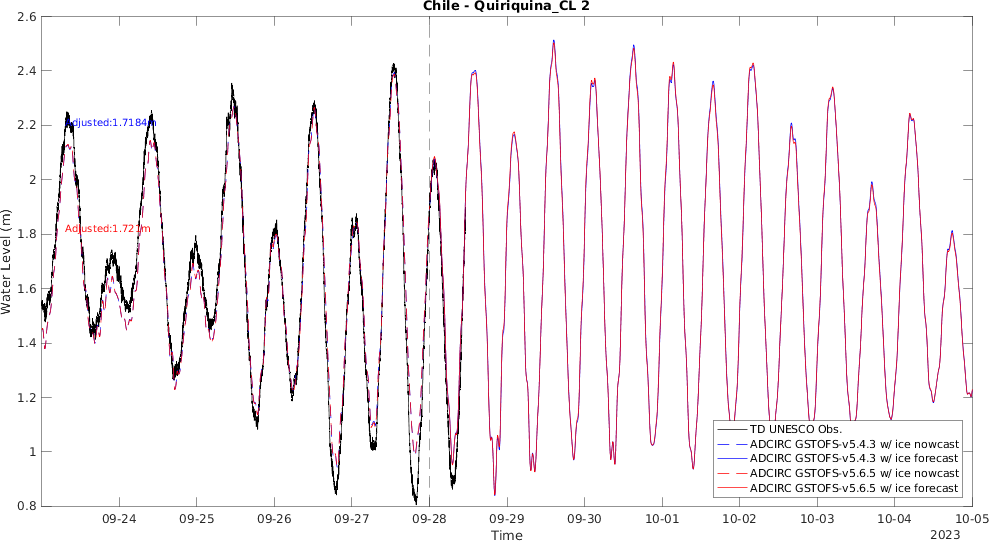 Chile - Quiriquina_CL 2
2.6
2.4
2.2
2
1.8
1.6
1.4
1.2
1
0.8
Water Level (m)
Adjusted:1.7184m
Adjusted:1.721m
TD UNESCO Obs.
ADCIRC GSTOFS-v5.4.3 w/ ice nowcast
ADCIRC GSTOFS-v5.4.3 w/ ice forecast
ADCIRC GSTOFS-v5.6.5 w/ ice nowcast
ADCIRC GSTOFS-v5.6.5 w/ ice forecast
09-24 09-25 09-26 09-27 09-28 09-29 09-30 10-01 10-02 10-03 10-04 10-05
Time
2023